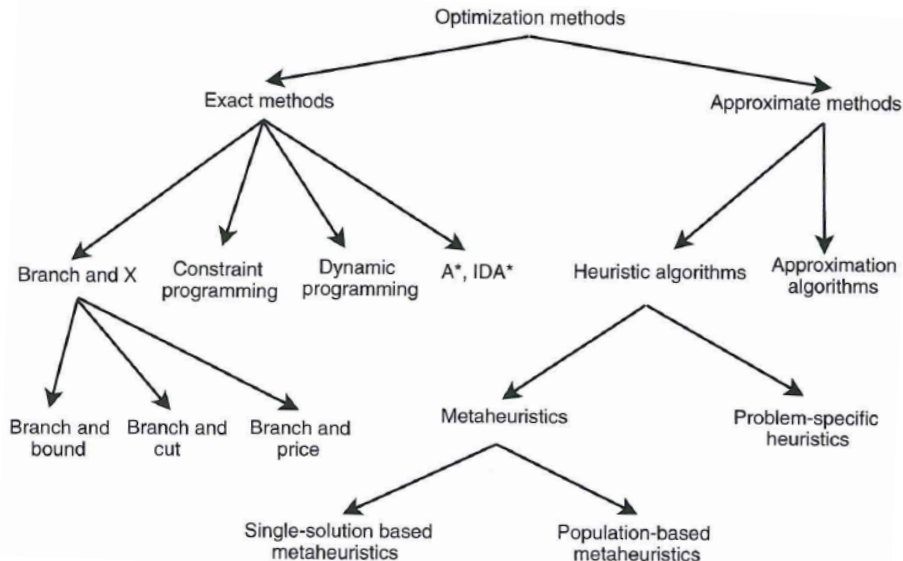 Optimization methods
Exact methods
Approximate methods
Branch and X
Constraint
programming
Dynamic
programming
A*, IDA*
Heuristic algorithms
Approximation
algorithms
Branch and
bound
Branch and
cut
Branch and
price
Metaheuristics
Problem-specific
heuristics
Single-solution based
metaheuristics
Population-based
metaheuristics